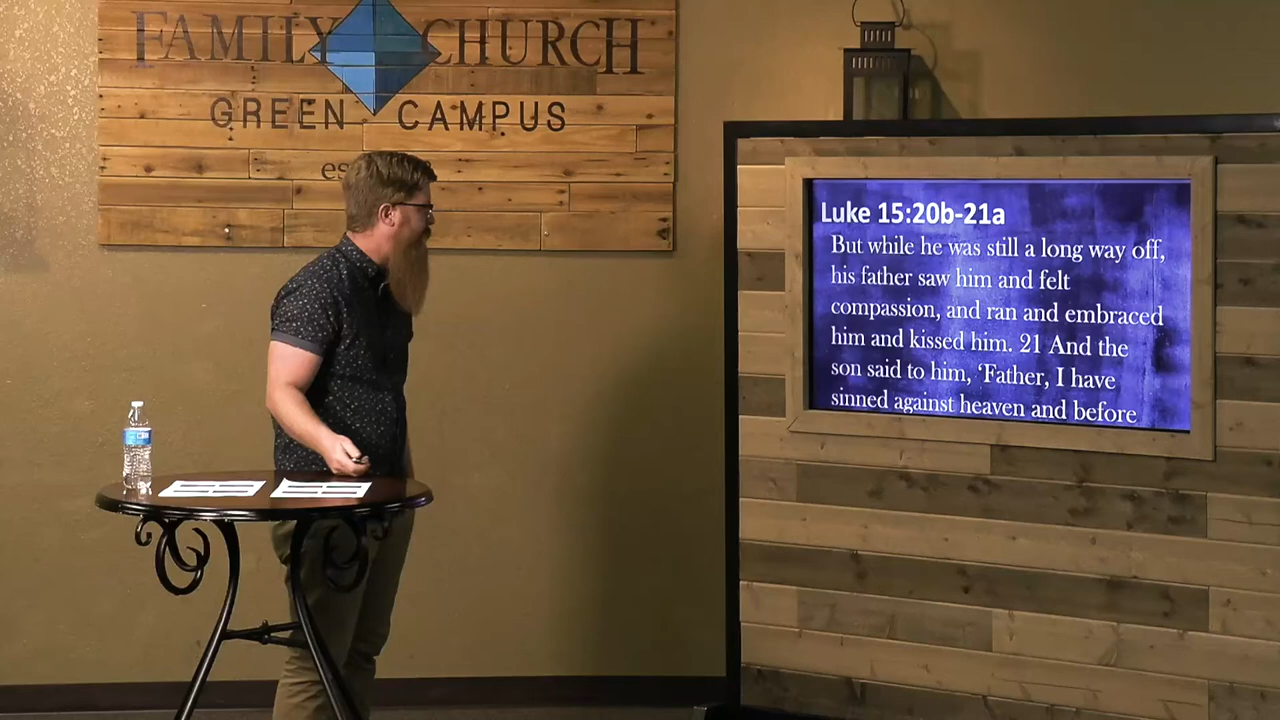 FAMILY CHURCH
GREEN CAMPUS
Luke 15:20b-21a
But while he was still a long way off,
his father saw him and felt
compassion, and ran and embraced
him and kissed him. 21 And the
son said to him, ‘Father, I have
sinned against heaven and before